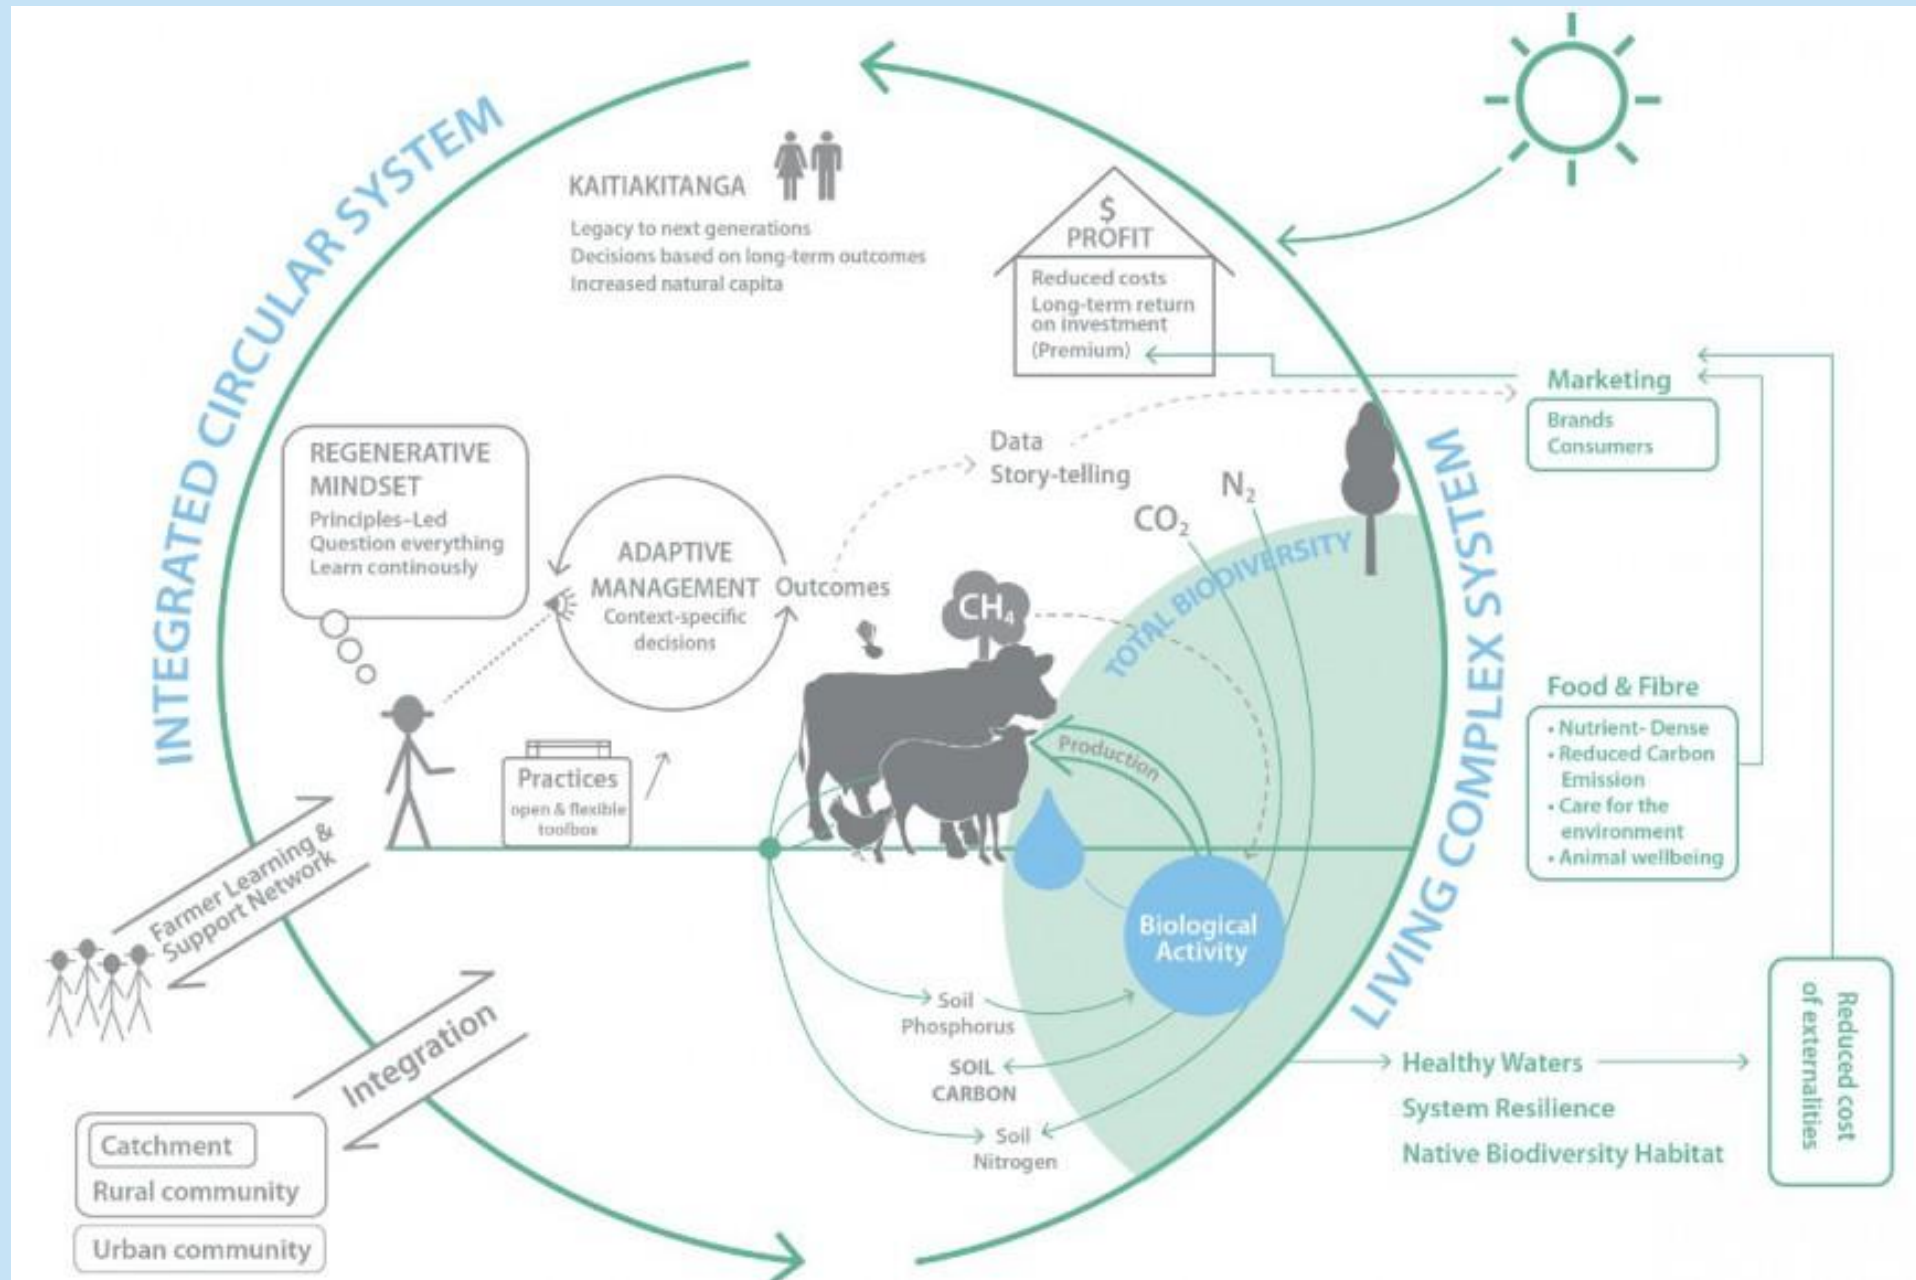 INTEGRATED CIRCULAR SYSTEM
KAITIAKITANGA
Legacy to next generations
Decisions based on long-term outcomes
Increased natural capita
$
PROFIT
Reduced costs
Long-term return
on investment
(Premium)
Marketing
Brands
Consumers
REGENERATIVE
MINDSET
Principles-Led
Question everything
Learn continously
ADAPTIVE
MANAGEMENT
Context-specific
decisions
Outcomes
Data
Story-telling
CO₂
N₂
CH₄
TOTAL BIODIVERSITY
LIVING COMPLEX SYSTEM
Production
Practices
open & flexible
toolbox
Food & Fibre
• Nutrient- Dense
• Reduced Carbon
Emission
• Care for the
environment
• Animal wellbeing
Farmer Learning &
Support Network
Biological
Activity
Soil
Phosphorus
SOIL
CARBON
Soil
Nitrogen
Integration
Catchment
Rural community
Urban community
Healthy Waters
System Resilience
Native Biodiversity Habitat
Reduced cost
of externalities